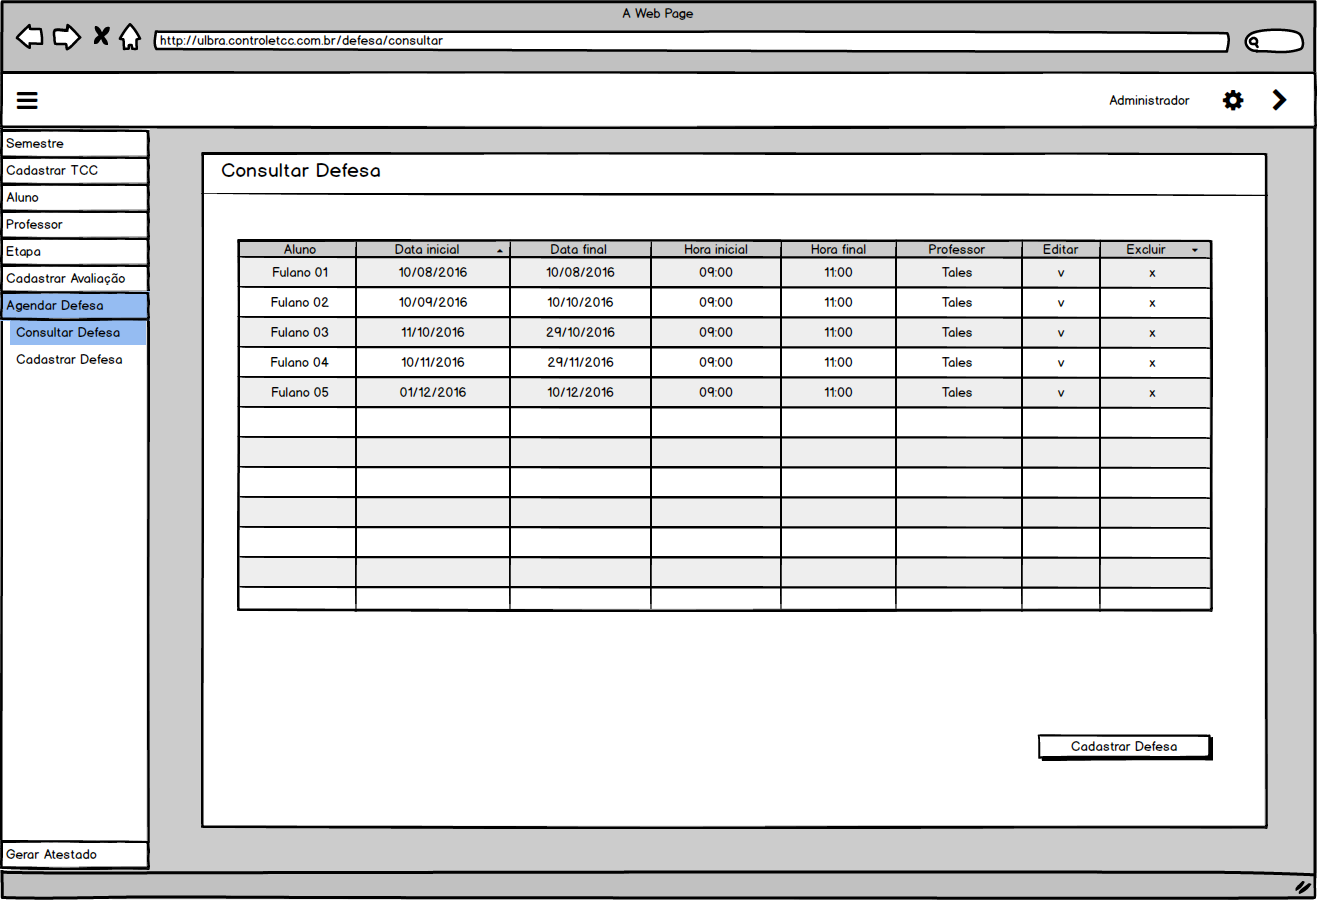 A Web Page
http://ulbra.controletcc.com.br/defesa/consultar
Administrador
Semestre
Cadastrar TCC
Aluno
Professor
Etapa
Cadastrar Avaliação
Agendar Defesa
Consultar Defesa
Cadastrar Defesa
Gerar Atestado
Consultar Defesa
Aluno Data inicial Data final Hora inicial Hora final Professor Editar Excluir
Fulano 01 10/08/2016 10/08/2016 09:00 11:00 Tales v x
Fulano 02 10/09/2016 10/10/2016 09:00 11:00 Tales v x
Fulano 03 11/10/2016 29/10/2016 09:00 11:00 Tales v x
Fulano 04 10/11/2016 29/11/2016 09:00 11:00 Tales v x
Fulano 05 01/12/2016 10/12/2016 09:00 11:00 Tales v x
Cadastrar Defesa